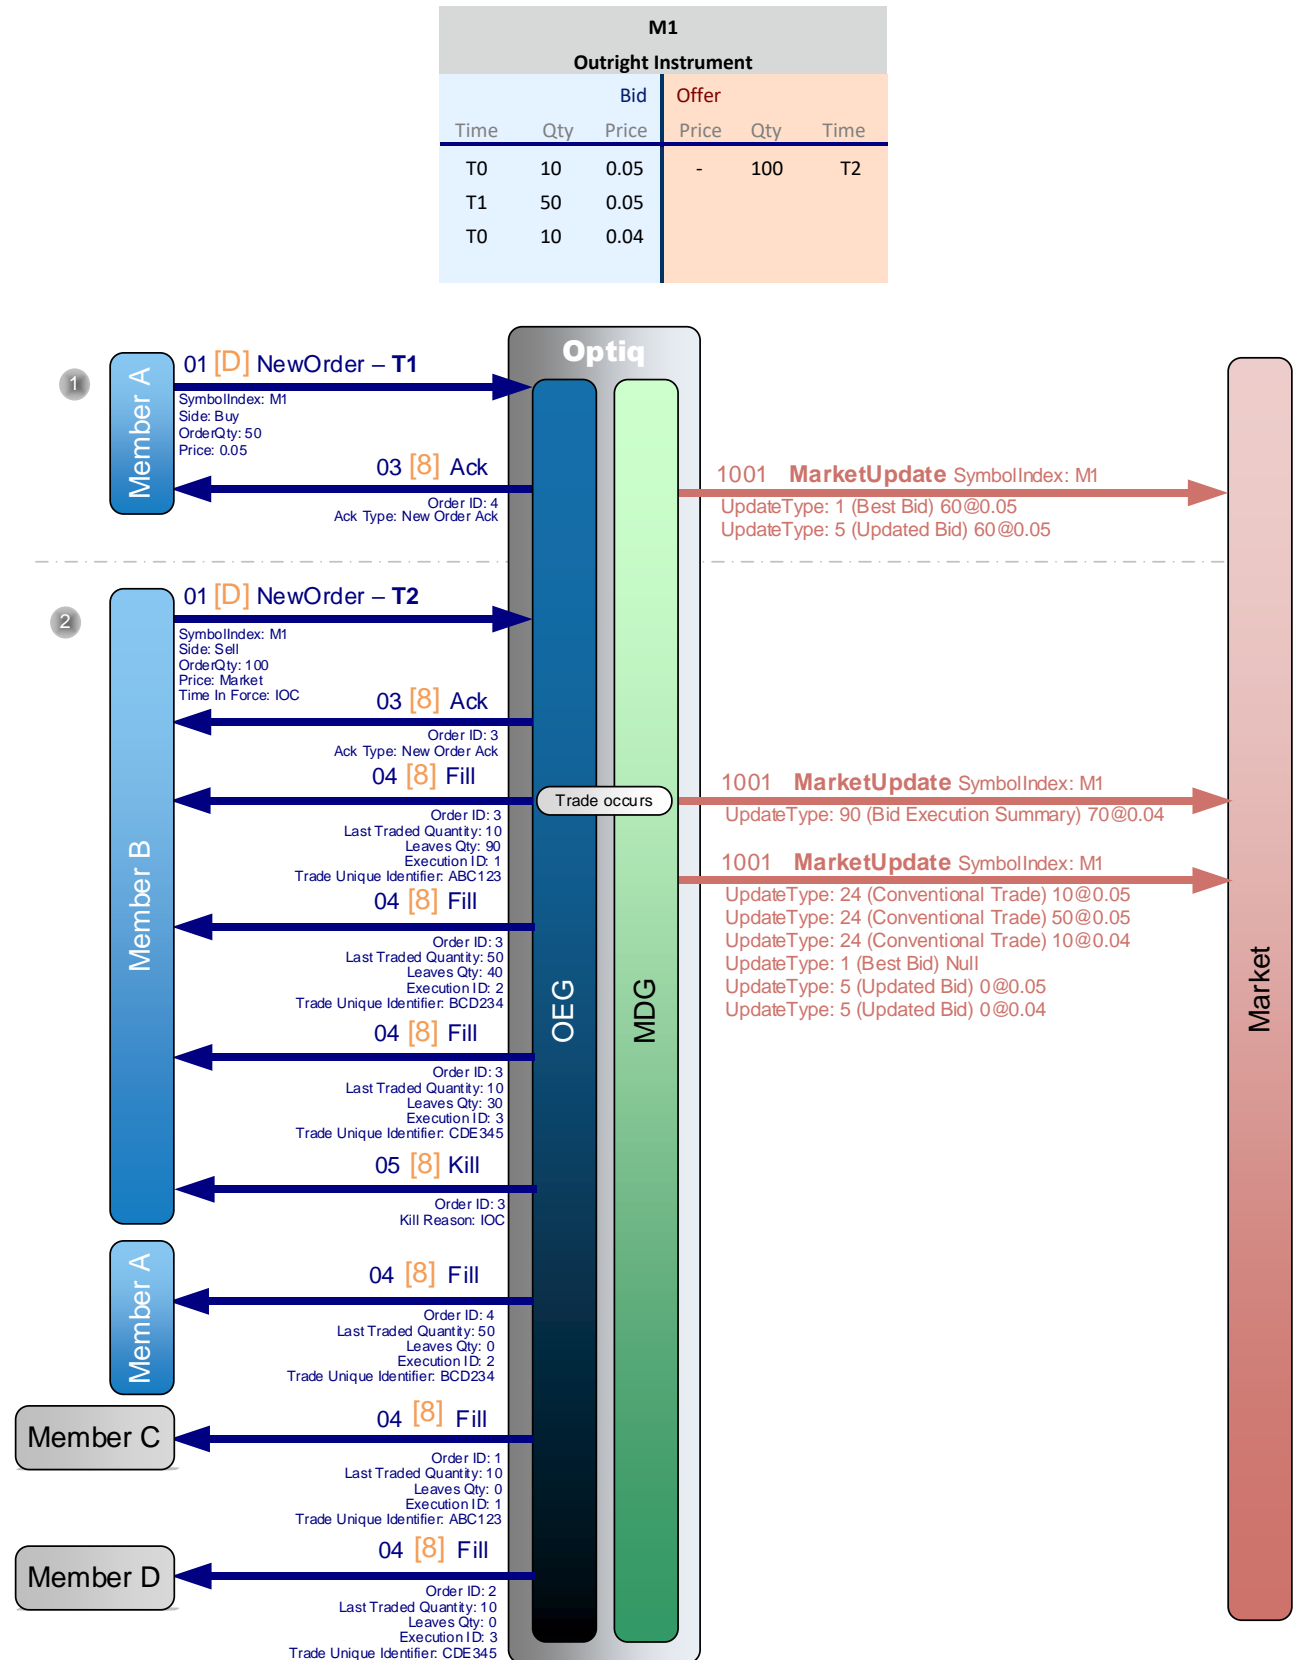 M1
Outright Instrument
Bid Offer
Time Qty Price Price Qty Time
T0 10 0.05 - 100 T2
T1 50 0.05
T0 10 0.04
Optiq
1
Member A
01 [D] NewOrder – T1
SymbolIndex: M1
Side: Buy
OrderQty: 50
Price: 0.05
03 [8] Ack
Order ID: 4
Ack Type: New Order Ack
1001 MarketUpdate SymbolIndex: M1
UpdateType: 1 (Best Bid) 60@0.05
UpdateType: 5 (Updated Bid) 60@0.05
2
Member B
01 [D] NewOrder – T2
SymbolIndex: M1
Side: Sell
OrderQty: 100
Price: Market
Time In Force: IOC
03 [8] Ack
Order ID: 3
Ack Type: New Order Ack
04 [8] Fill
Trade occurs
Order ID: 3
Last Traded Quantity: 10
Leaves Qty: 90
Execution ID: 1
Trade Unique Identifier: ABC123
1001 MarketUpdate SymbolIndex: M1
UpdateType: 90 (Bid Execution Summary) 70@0.04
1001 MarketUpdate SymbolIndex: M1
UpdateType: 24 (Conventional Trade) 10@0.05
UpdateType: 24 (Conventional Trade) 50@0.05
UpdateType: 24 (Conventional Trade) 10@0.04
UpdateType: 1 (Best Bid) Null
UpdateType: 5 (Updated Bid) 0@0.05
UpdateType: 5 (Updated Bid) 0@0.04
04 [8] Fill
Order ID: 3
Last Traded Quantity: 50
Leaves Qty: 40
Execution ID: 2
Trade Unique Identifier: BCD234
OEG
MDG
Market
04 [8] Fill
Order ID: 3
Last Traded Quantity: 10
Leaves Qty: 30
Execution ID: 3
Trade Unique Identifier: CDE345
05 [8] Kill
Order ID: 3
Kill Reason: IOC
Member A
04 [8] Fill
Order ID: 4
Last Traded Quantity: 50
Leaves Qty: 0
Execution ID: 2
Trade Unique Identifier: BCD234
Member C
04 [8] Fill
Order ID: 1
Last Traded Quantity: 10
Leaves Qty: 0
Execution ID: 1
Trade Unique Identifier: ABC123
Member D
04 [8] Fill
Order ID: 2
Last Traded Quantity: 10
Leaves Qty: 0
Execution ID: 3
Trade Unique Identifier: CDE345